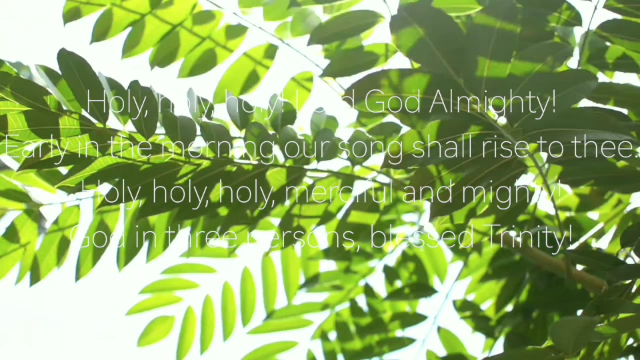 Holy, holy, holy! Lord God Almighty!
Early in the morning our song shall rise to thee.
Holy, holy, holy, merciful and mighty!
God in three persons, blessed Trinity!